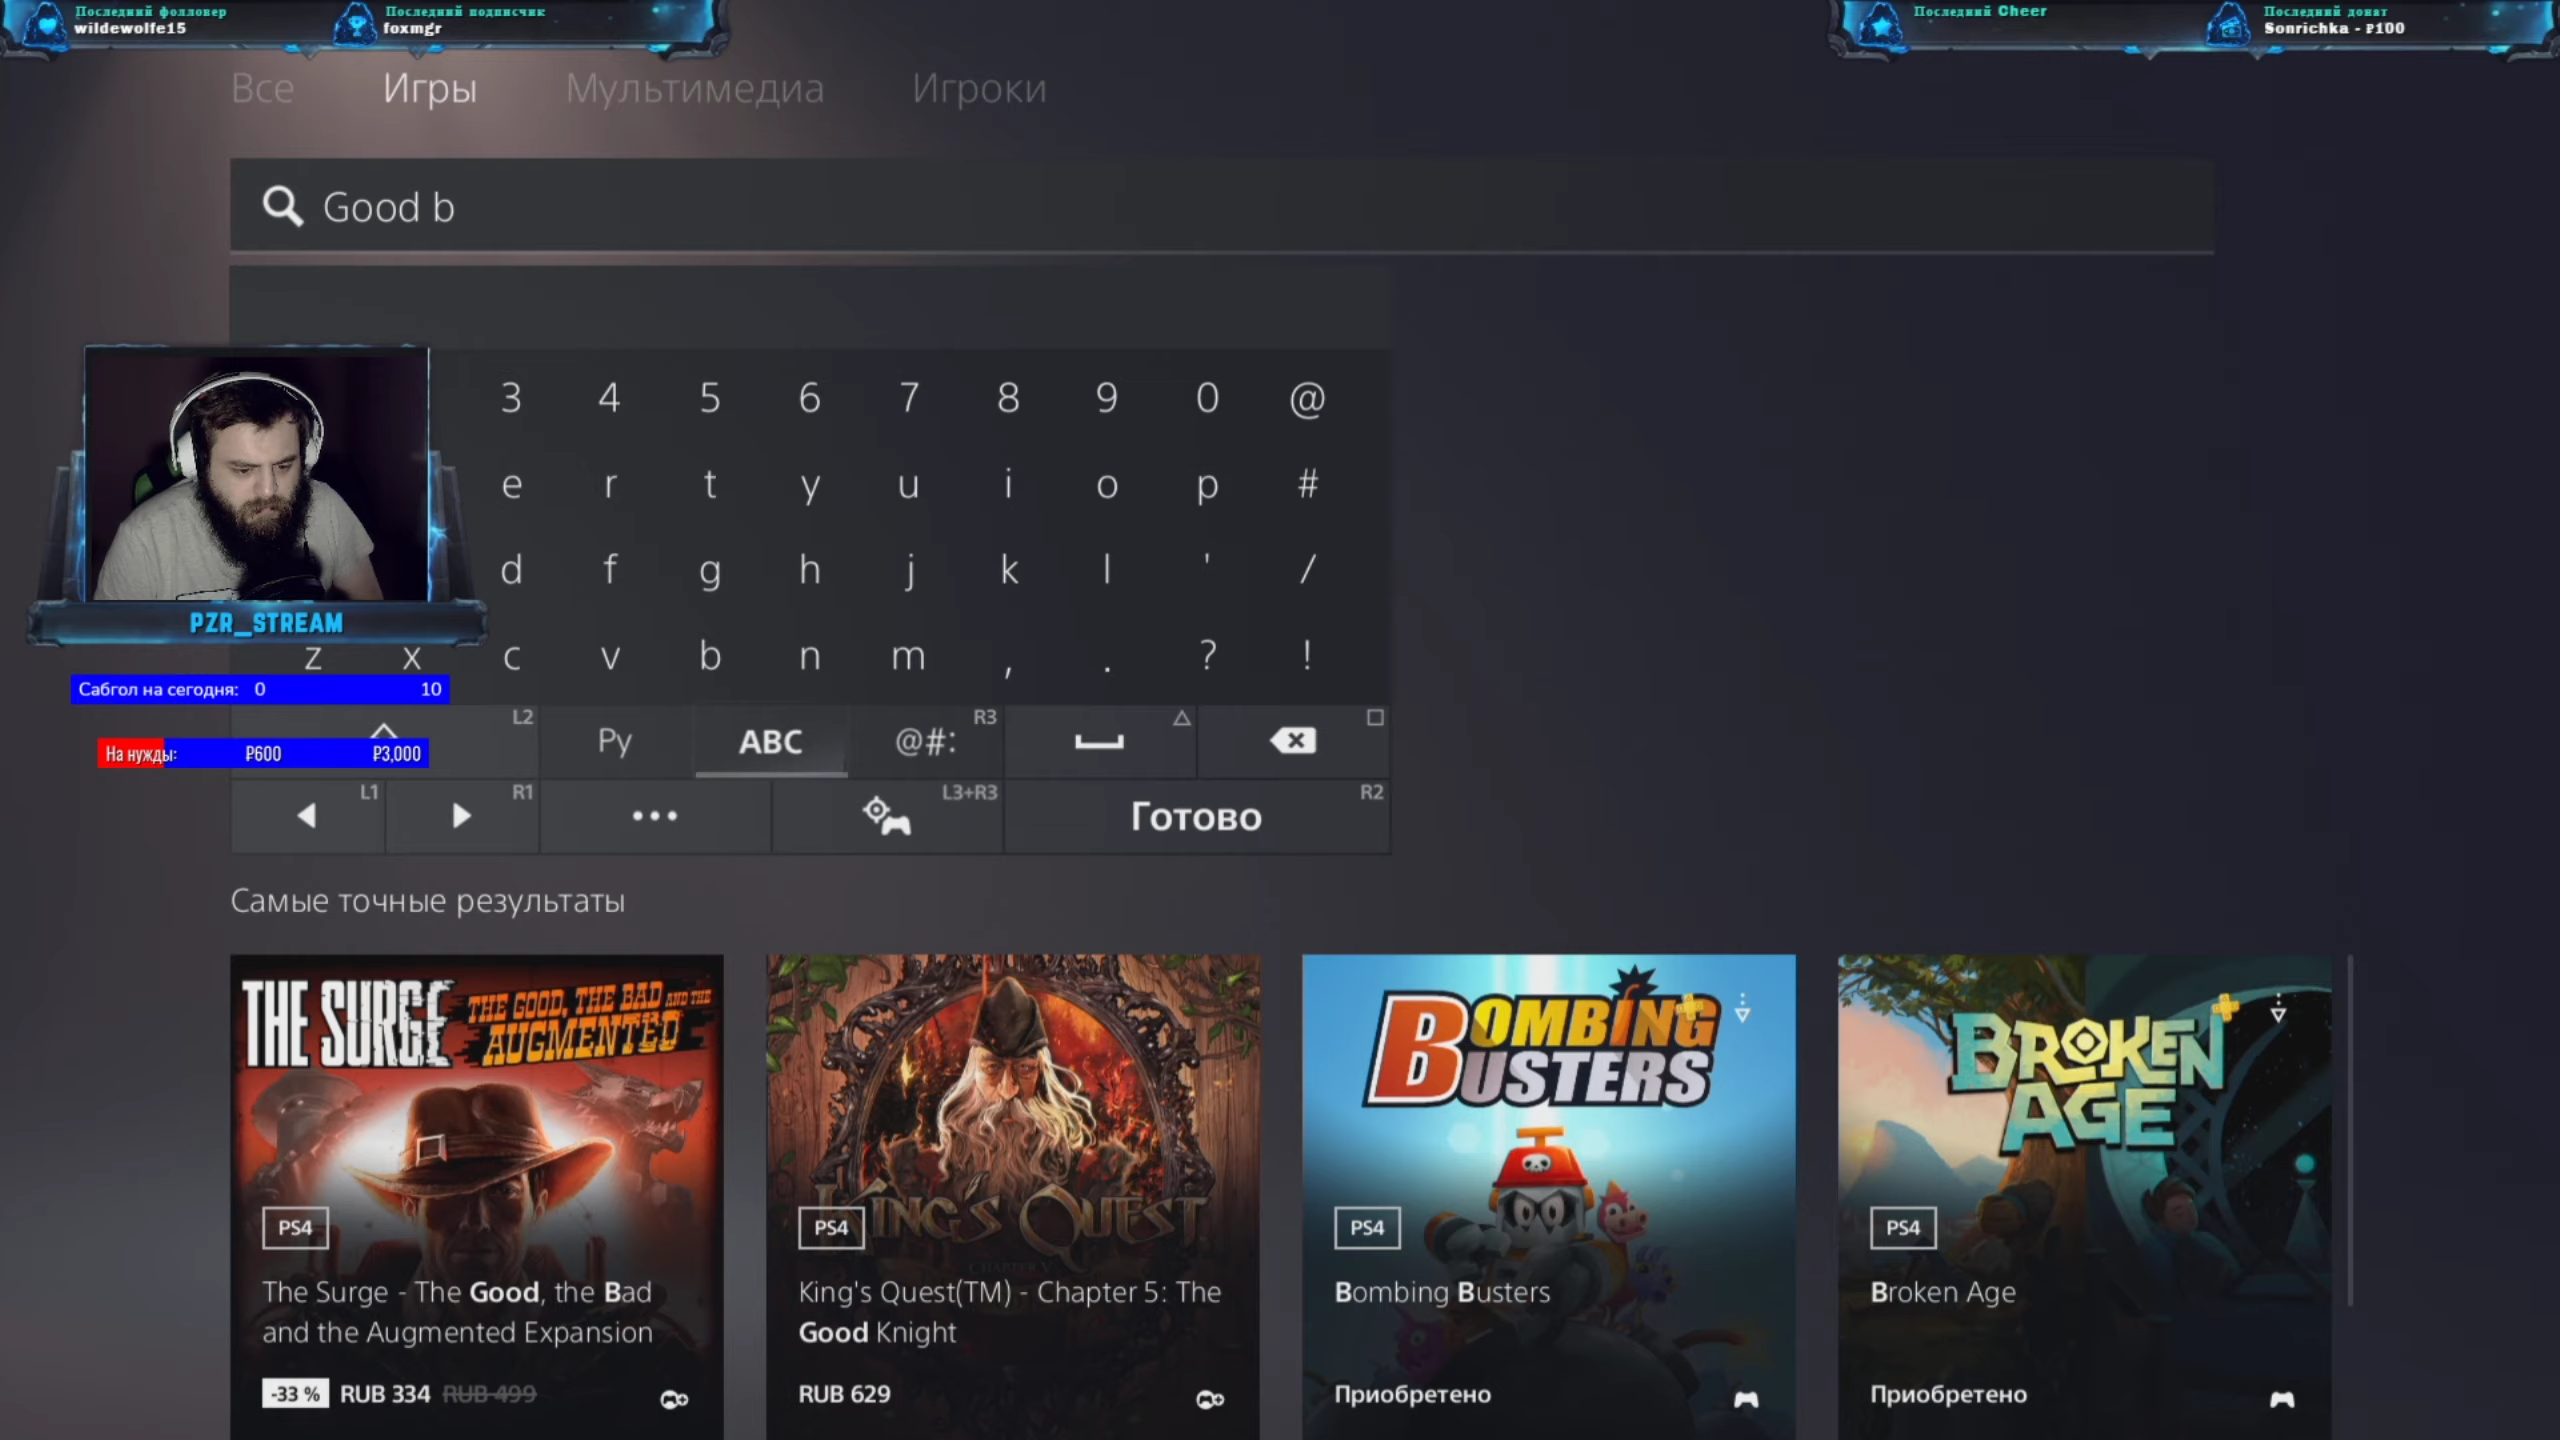 Последний фолловер
wildewolfe15
Последний подписчик
foxmgr
Последний Cheer
Последний донат
Sonrichka - ₽100
Все Игры Мультимедиа Игроки
Good b
3 4 5 6 7 8 9 0 @
e r t y u i o p #
d f g h j k l ' /
PZR_STREAM
z x c v b n m , . ? !
Сабгол на сегодня: 0 10
L2 Ру ABC @#: R3 △ □
На нужды: ₽600 ₽3,000
L1 R1 ... L3+R3 Готово R2
Самые точные результаты
THE SURGE THE GOOD, THE BAD AND THE AUGMENTED
PS4
The Surge - The Good, the Bad
and the Augmented Expansion
-33 % RUB 334 RUB 499
KING'S QUEST
CHAPTER V
PS4
King's Quest(TM) - Chapter 5: The
Good Knight
RUB 629
BOMBING
BUSTERS
PS4
Bombing Busters
Приобретено
BROKEN
AGE
PS4
Broken Age
Приобретено